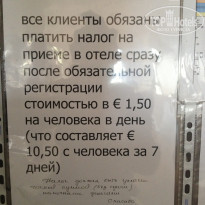 все клиенты обязаны
платить налог на
приеме в отеле сразу
после обязательной
регистрации
стоимостью в € 1,50
на человека в день
(что составляет €
10,50 с человека за 7
дней)